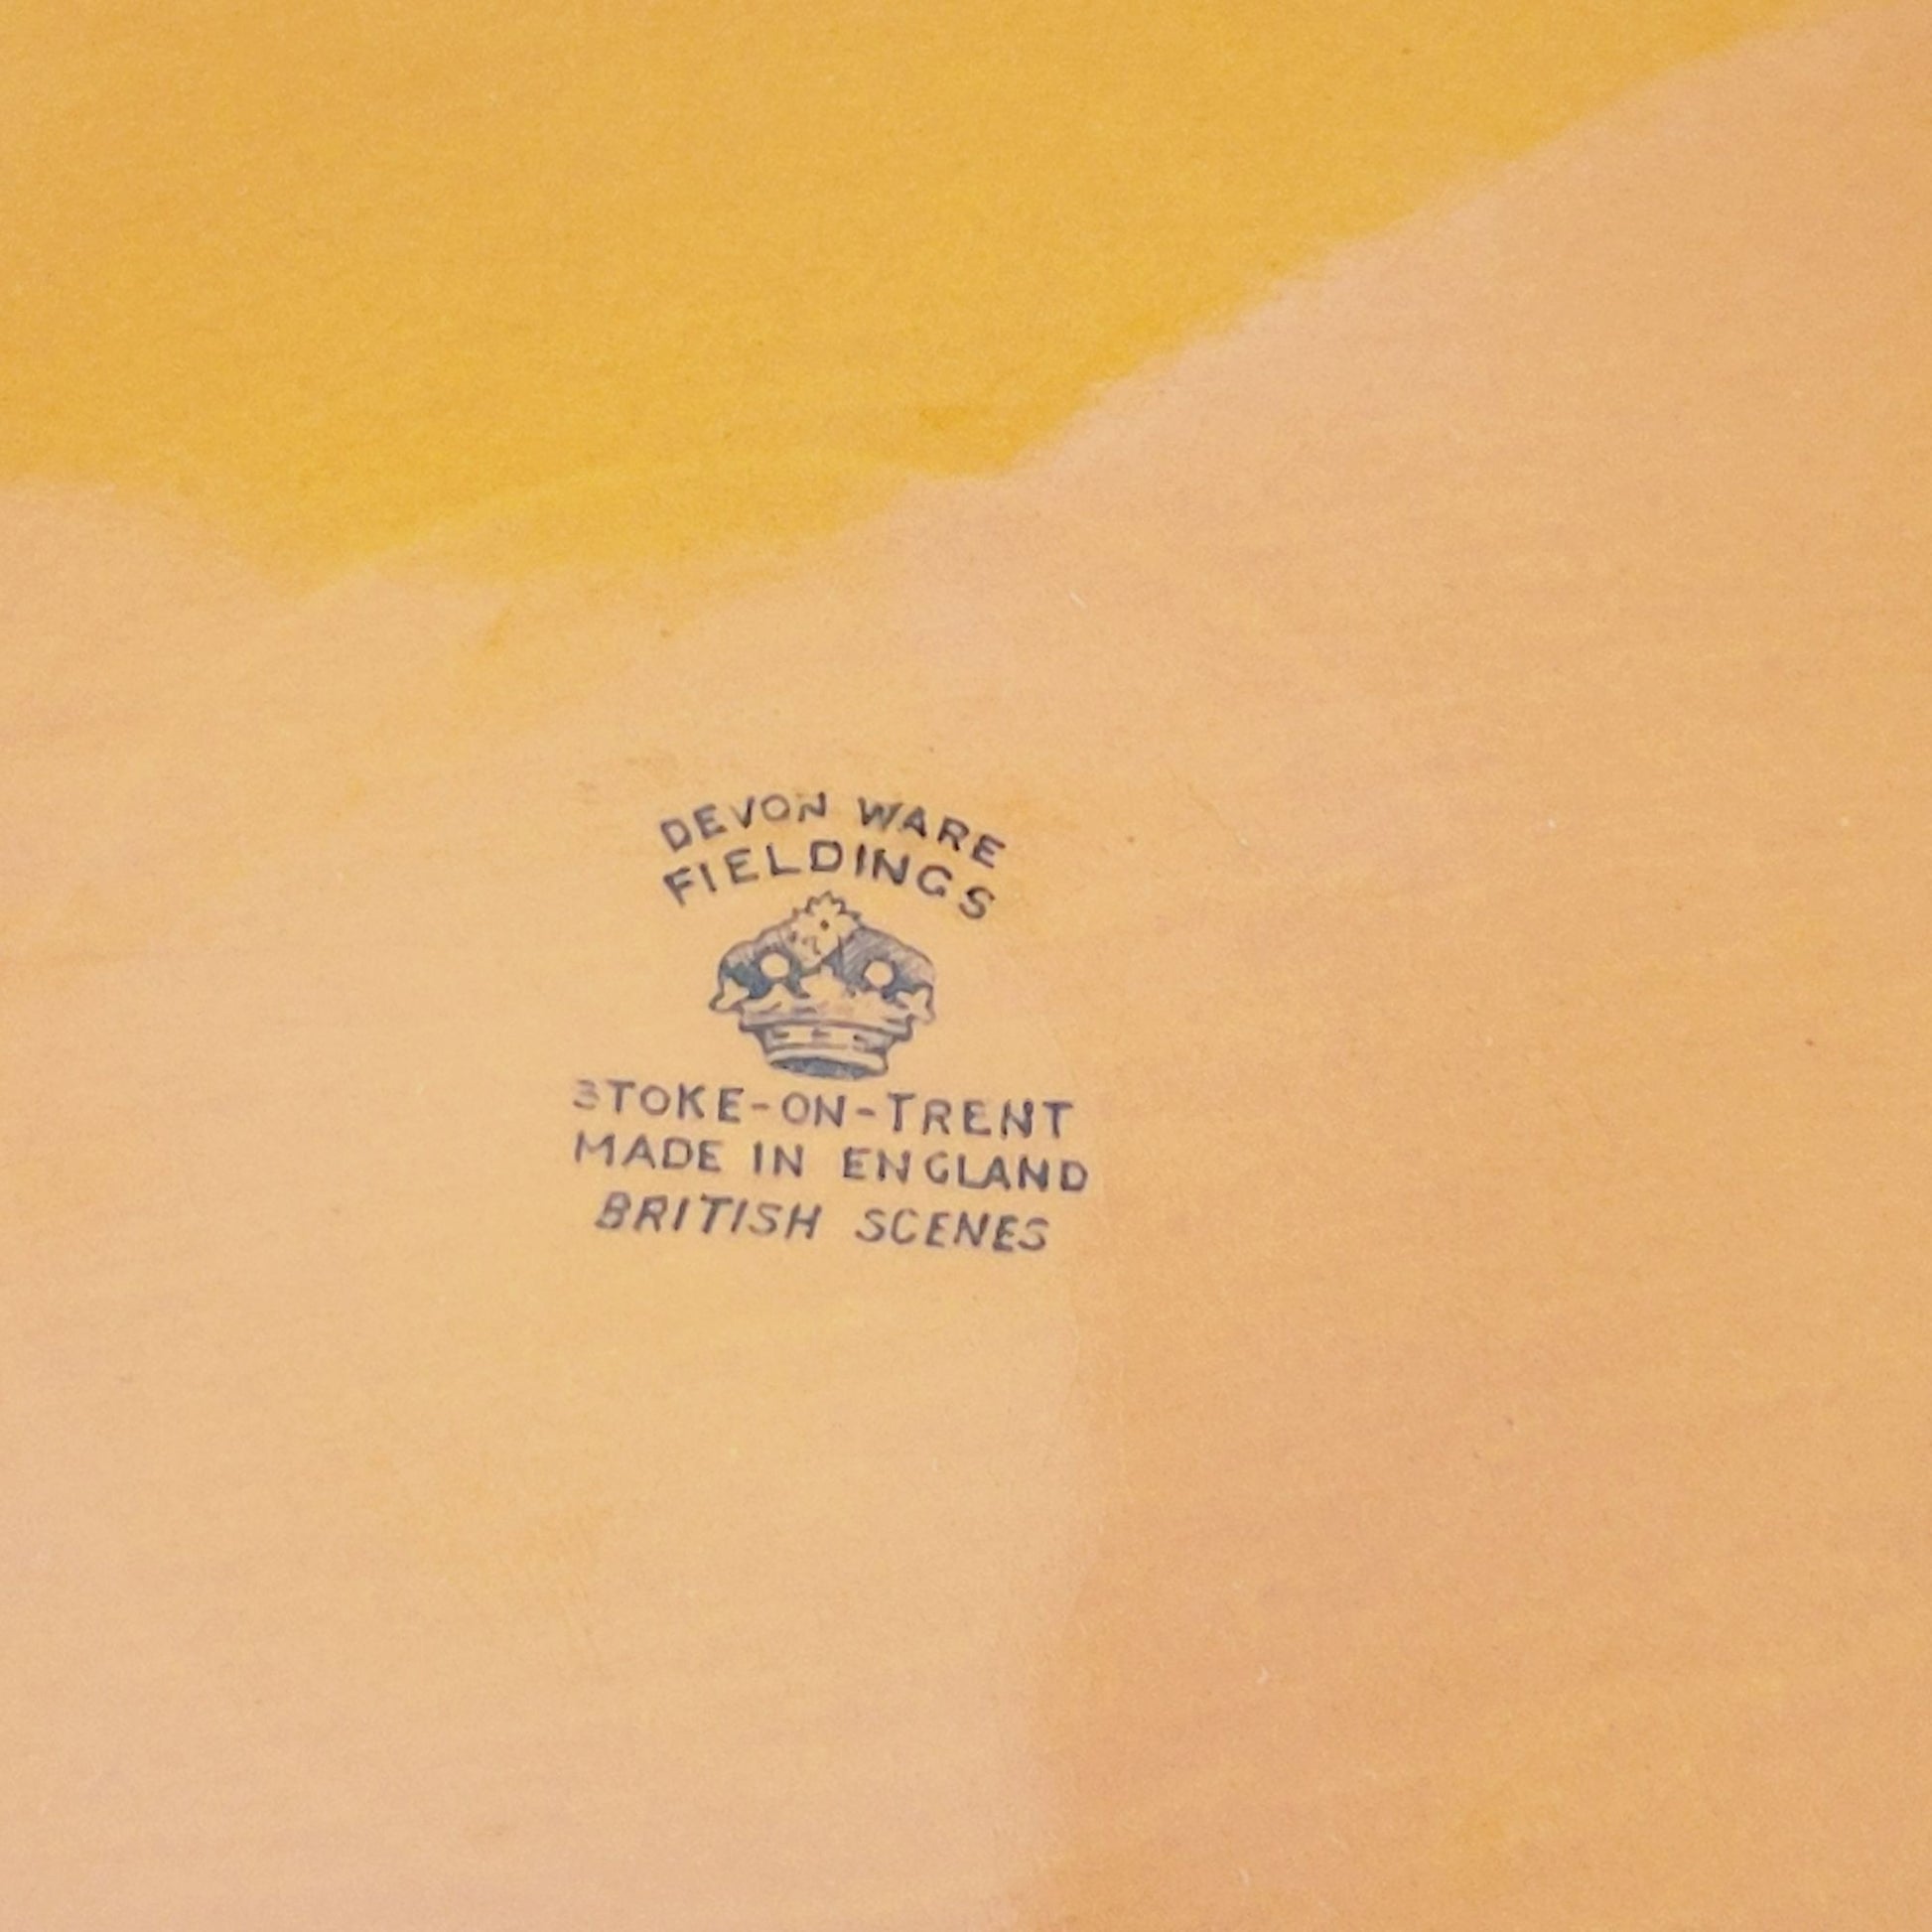 DEVON WARE
FIELDINGS
STOKE-ON-TRENT
MADE IN ENGLAND
BRITISH SCENES